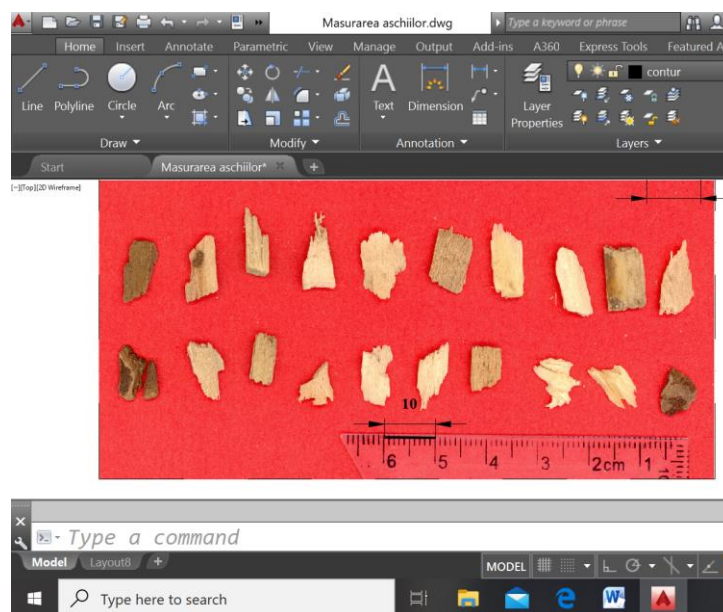 Masurarea aschiilor.dwg
Type a keyword or phrase
Home Insert Annotate Parametric View Manage Output Add-ins A360 Express Tools Featured A
contur
Line Polyline Circle Arc
Text Dimension
Layer
Properties
Draw Modify Annotation Layers
Start Masurarea aschiilor*
[−][Top][2D Wireframe]
10
6 5 4 3 2cm 1
Type a command
Model Layout8
MODEL
Type here to search